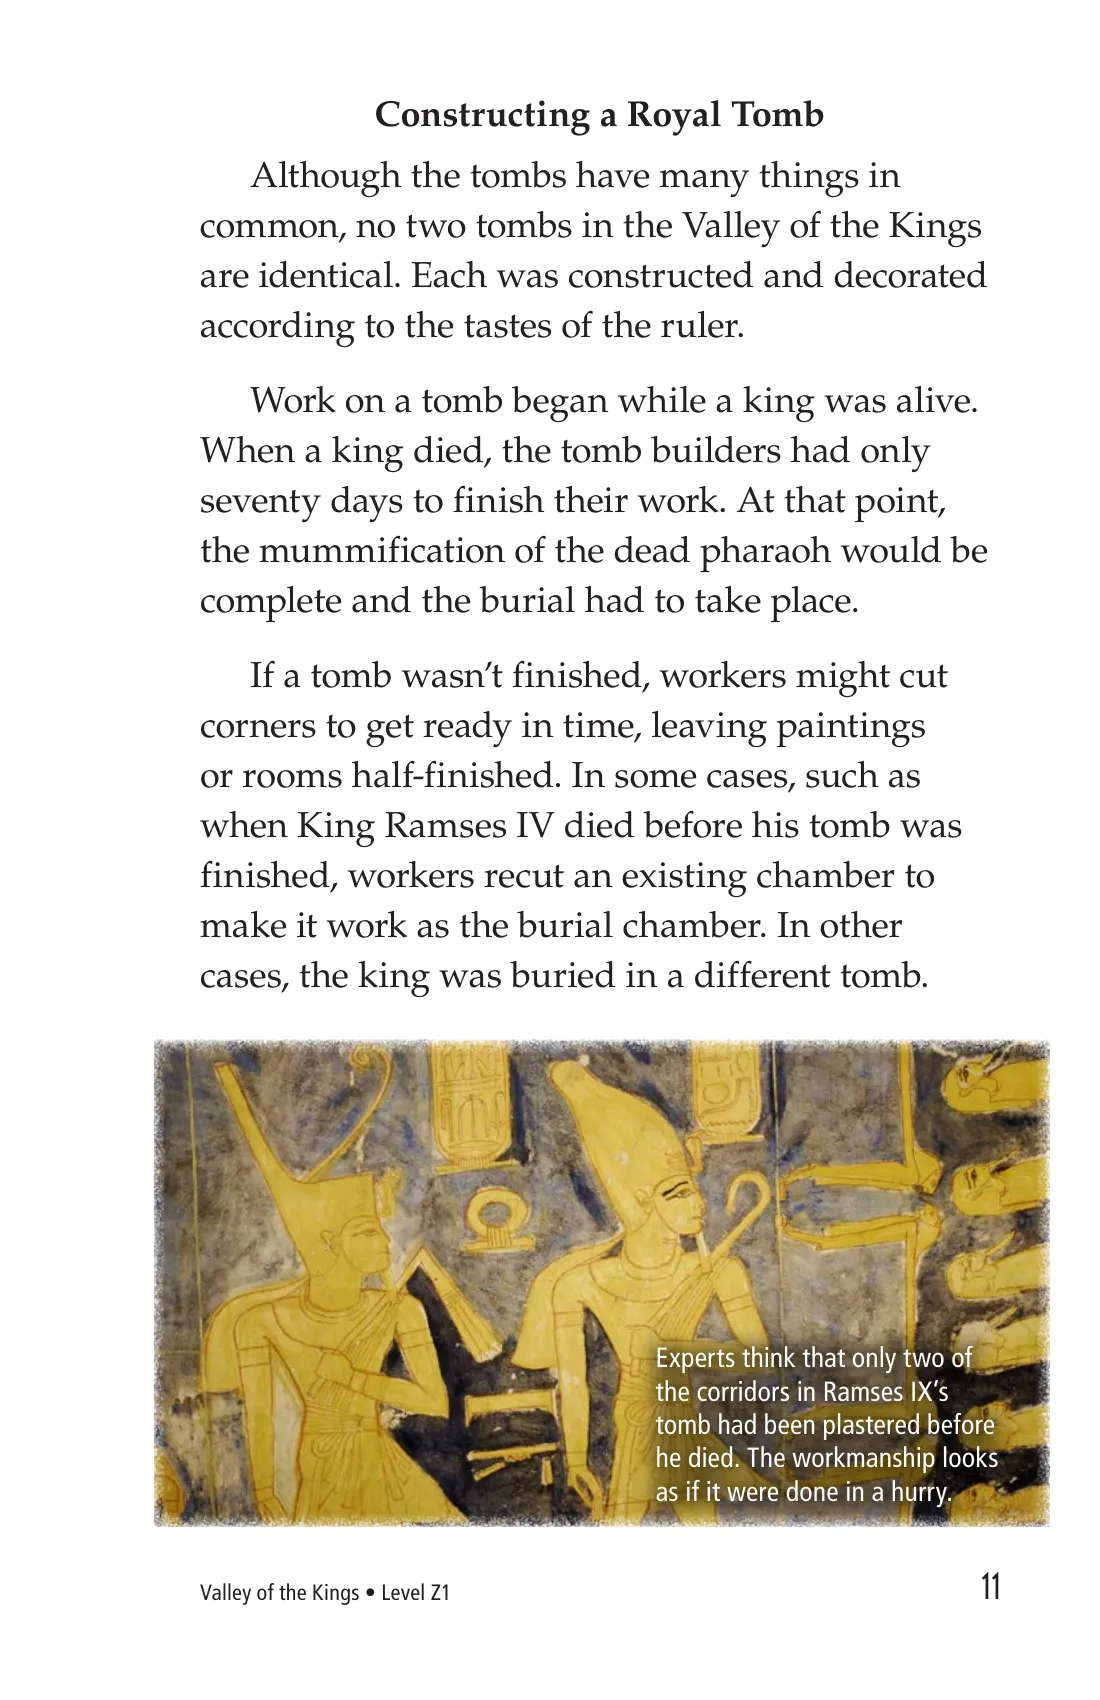 Constructing a Royal Tomb
Although the tombs have many things in
common, no two tombs in the Valley of the Kings
are identical. Each was constructed and decorated
according to the tastes of the ruler.
Work on a tomb began while a king was alive.
When a king died, the tomb builders had only
seventy days to finish their work. At that point,
the mummification of the dead pharaoh would be
complete and the burial had to take place.
If a tomb wasn’t finished, workers might cut
corners to get ready in time, leaving paintings
or rooms half-finished. In some cases, such as
when King Ramses IV died before his tomb was
finished, workers recut an existing chamber to
make it work as the burial chamber. In other
cases, the king was buried in a different tomb.
Experts think that only two of
the corridors in Ramses IX’s
tomb had been plastered before
he died. The workmanship looks
as if it were done in a hurry.
Valley of the Kings • Level Z1
11